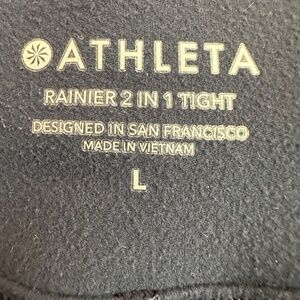 ATHLETA
RAINIER 2 IN 1 TIGHT
DESIGNED IN SAN FRANCISCO
MADE IN VIETNAM
L